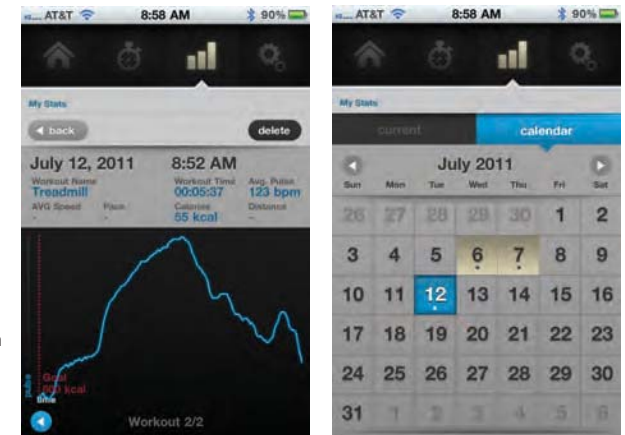 AT&T 8:58 AM 90%
My Stats
back delete
July 12, 2011 8:52 AM
Workout Name Workout Time Avg. Pulse
Treadmill 00:05:37 123 bpm
AVG Speed Pace Calories Distance
- - 55 kcal -
pulse
Goal
800 kcal
time
Workout 2/2
AT&T 8:58 AM 90%
My Stats
current calendar
July 2011
Sun Mon Tue Wed Thu Fri Sat
26 27 28 29 30 1 2
3 4 5 6 7 8 9
10 11 12 13 14 15 16
17 18 19 20 21 22 23
24 25 26 27 28 29 30
31 1 2 3 4 5 6